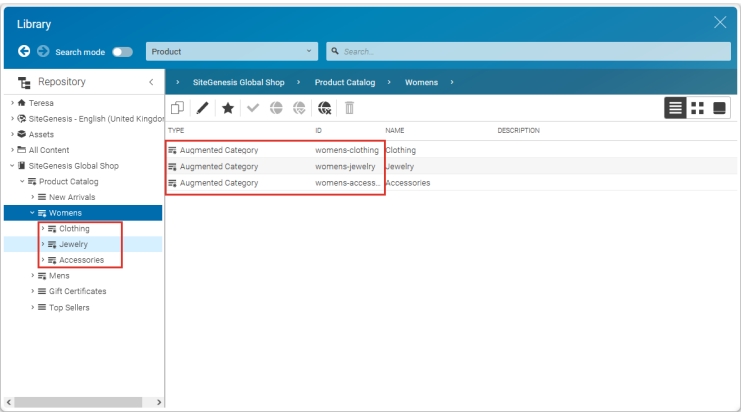 Library
Search mode
Product
Search...
Repository
SiteGenesis Global Shop > Product Catalog > Womens >
Teresa
SiteGenesis - English (United Kingdor
Assets
All Content
SiteGenesis Global Shop
Product Catalog
New Arrivals
Womens
Clothing
Jewelry
Accessories
Mens
Gift Certificates
Top Sellers
TYPE ID NAME DESCRIPTION
Augmented Category womens-clothing Clothing
Augmented Category womens-jewelry Jewelry
Augmented Category womens-access... Accessories